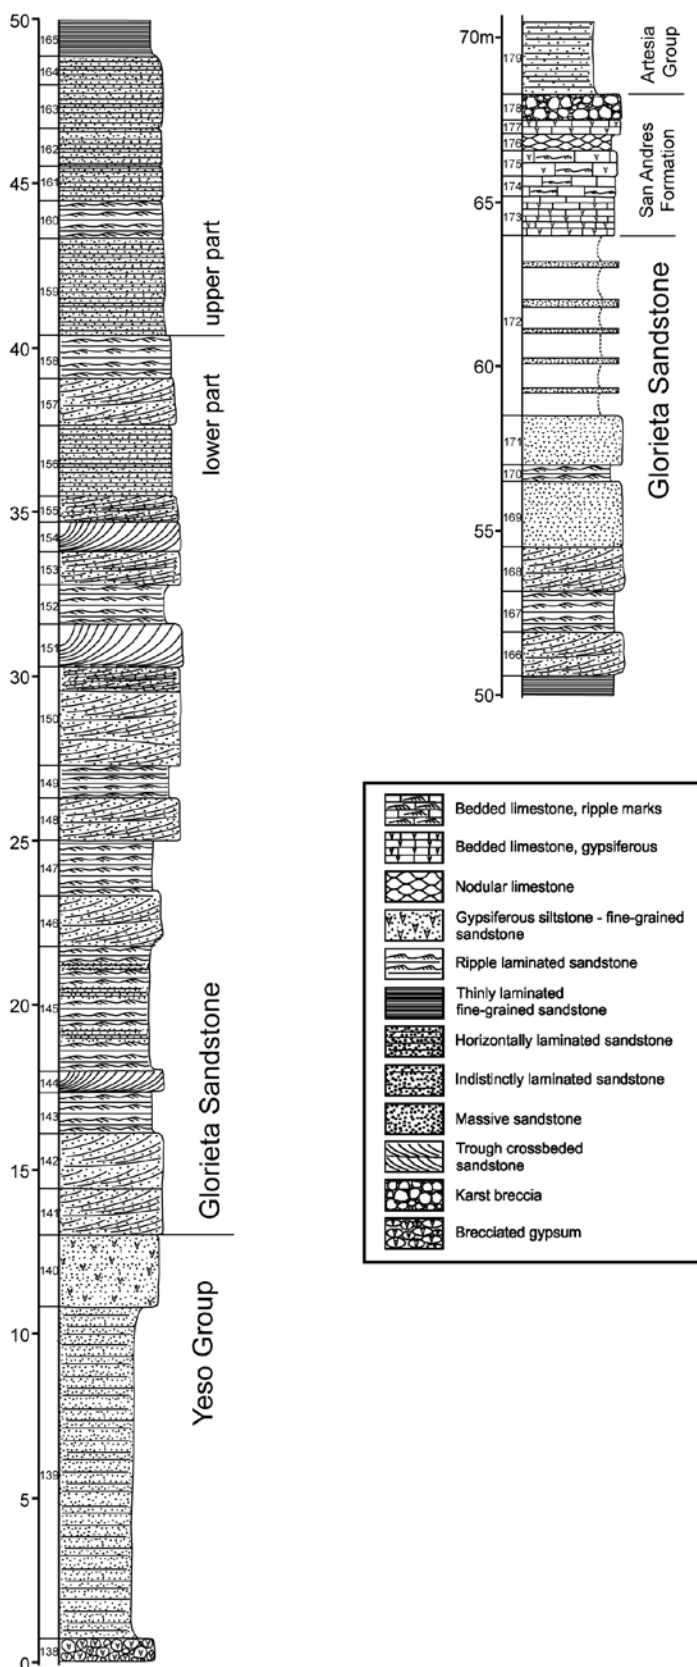 50
165
164
163
162
161
45
160
159
upper part
40
158
157
lower part
156
35
155
154
153
152
151
30
150
149
148
25
147
146
20
145
144
143
142
15
141
Glorieta Sandstone
140
10
Yeso Group
139
5
138
0
70m
179
Artesia
Group
178
177
176
175
174
65
173
San Andres
Formation
172
60
171
170
169
55
168
167
166
50
Glorieta Sandstone
Bedded limestone, ripple marks
Bedded limestone, gypsiferous
Nodular limestone
Gypsiferous siltstone - fine-grained
sandstone
Ripple laminated sandstone
Thinly laminated
fine-grained sandstone
Horizontally laminated sandstone
Indistinctly laminated sandstone
Massive sandstone
Trough crossbeded
sandstone
Karst breccia
Brecciated gypsum